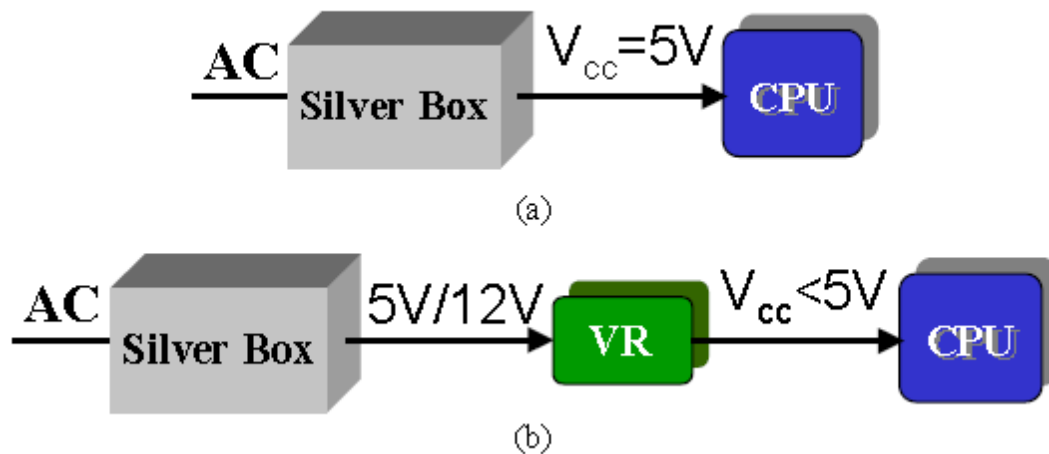 AC
Silver Box
Vcc=5V
CPU
(a)
AC
Silver Box
5V/12V
VR
Vcc<5V
CPU
(b)